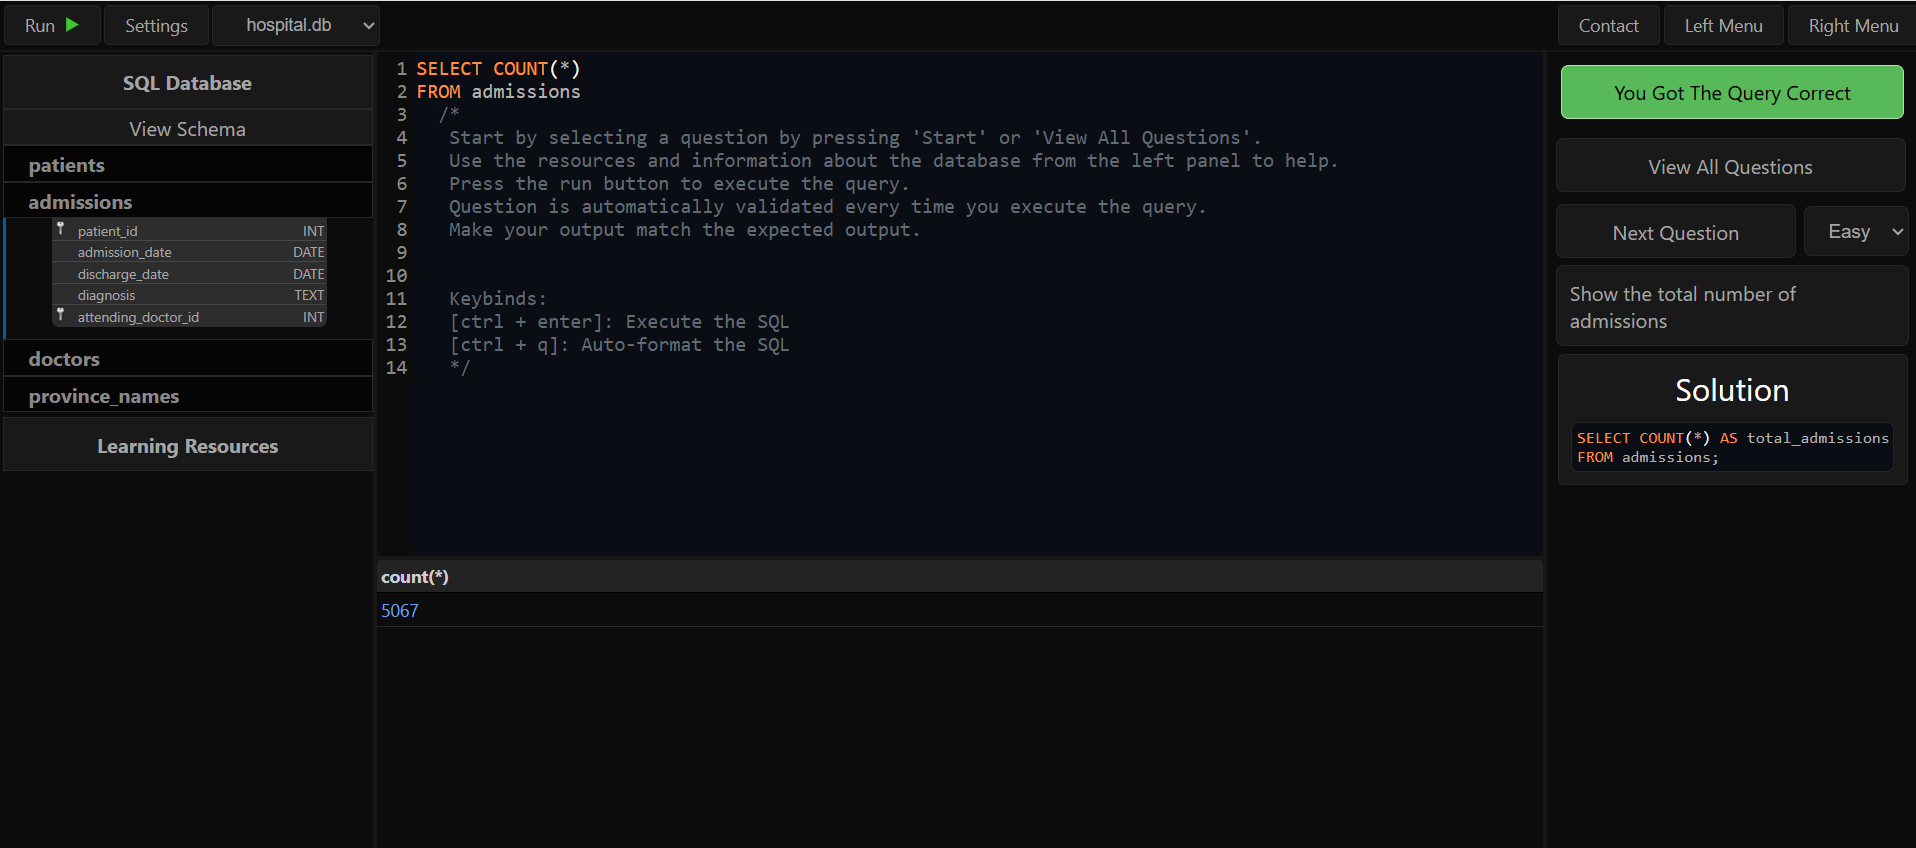 Run
Settings
hospital.db
Contact
Left Menu
Right Menu
SQL Database
View Schema
patients
admissions
patient_id INT
admission_date DATE
discharge_date DATE
diagnosis TEXT
attending_doctor_id INT
doctors
province_names
Learning Resources
1 SELECT COUNT(*)
2 FROM admissions
3 /*
4 Start by selecting a question by pressing 'Start' or 'View All Questions'.
5 Use the resources and information about the database from the left panel to help.
6 Press the run button to execute the query.
7 Question is automatically validated every time you execute the query.
8 Make your output match the expected output.
9
10
11 Keybinds:
12 [ctrl + enter]: Execute the SQL
13 [ctrl + q]: Auto-format the SQL
14 */
count(*)
5067
You Got The Query Correct
View All Questions
Next Question
Easy
Show the total number of
admissions
Solution
SELECT COUNT(*) AS total_admissions
FROM admissions;